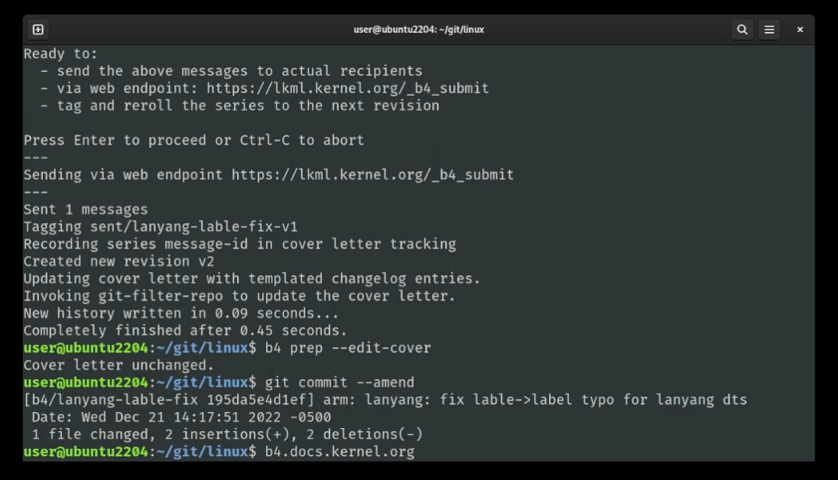 user@ubuntu2204: ~/git/linux
Ready to:
  - send the above messages to actual recipients
  - via web endpoint: https://lkml.kernel.org/_b4_submit
  - tag and reroll the series to the next revision
Press Enter to proceed or Ctrl-C to abort
---
Sending via web endpoint https://lkml.kernel.org/_b4_submit
---
Sent 1 messages
Tagging sent/lanyang-lable-fix-v1
Recording series message-id in cover letter tracking
Created new revision v2
Updating cover letter with templated changelog entries.
Invoking git-filter-repo to update the cover letter.
New history written in 0.09 seconds...
Completely finished after 0.45 seconds.
user@ubuntu2204:~/git/linux$ b4 prep --edit-cover
Cover letter unchanged.
user@ubuntu2204:~/git/linux$ git commit --amend
[b4/lanyang-lable-fix 195da5e4d1ef] arm: lanyang: fix lable->label typo for lanyang dts
 Date: Wed Dec 21 14:17:51 2022 -0500
 1 file changed, 2 insertions(+), 2 deletions(-)
user@ubuntu2204:~/git/linux$ b4.docs.kernel.org